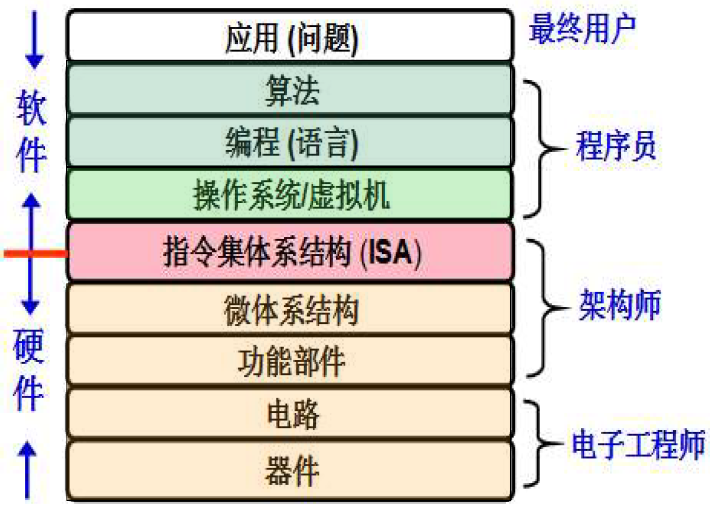 应用 (问题)
最终用户
算法
编程 (语言)
操作系统/虚拟机
程序员
软件
指令集体系结构 (ISA)
微体系结构
功能部件
架构师
硬件
电路
器件
电子工程师